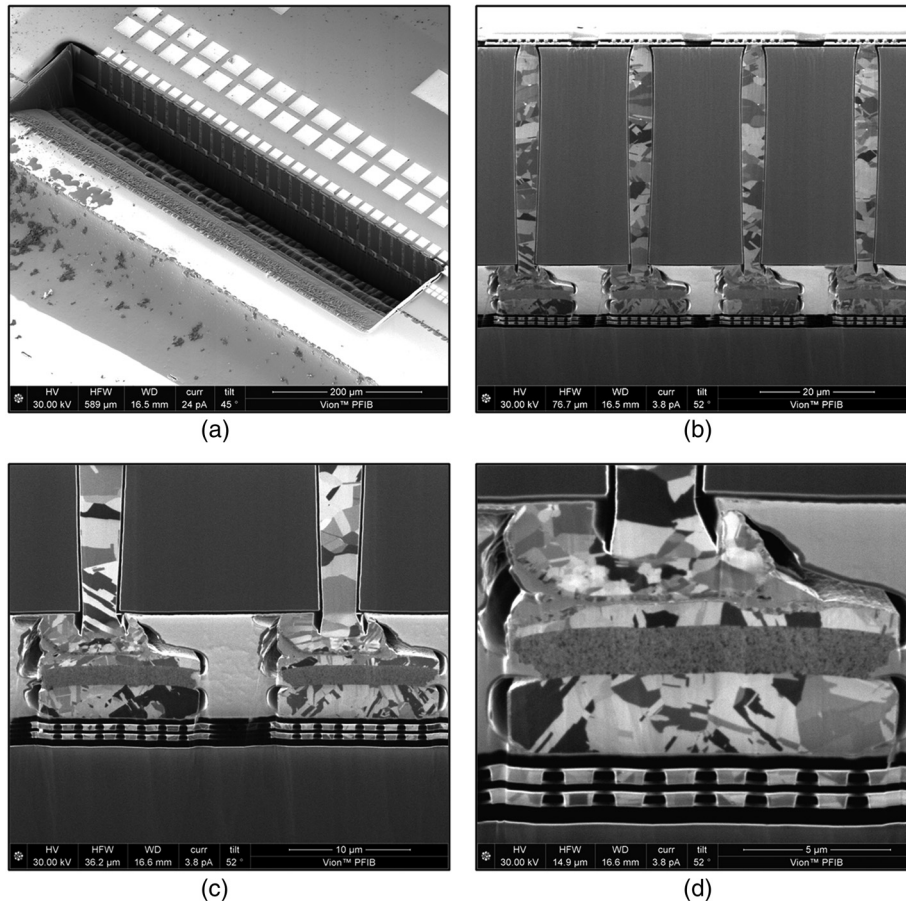 HV HFW WD curr tilt 200 µm
30.00 kV 589 µm 16.5 mm 24 pA 45 ° Vion™ PFIB
(a)
HV HFW WD curr tilt 20 µm
30.00 kV 76.7 µm 16.5 mm 3.8 pA 52 ° Vion™ PFIB
(b)
HV HFW WD curr tilt 10 µm
30.00 kV 36.2 µm 16.6 mm 3.8 pA 52 ° Vion™ PFIB
(c)
HV HFW WD curr tilt 5 µm
30.00 kV 14.9 µm 16.6 mm 3.8 pA 52 ° Vion™ PFIB
(d)